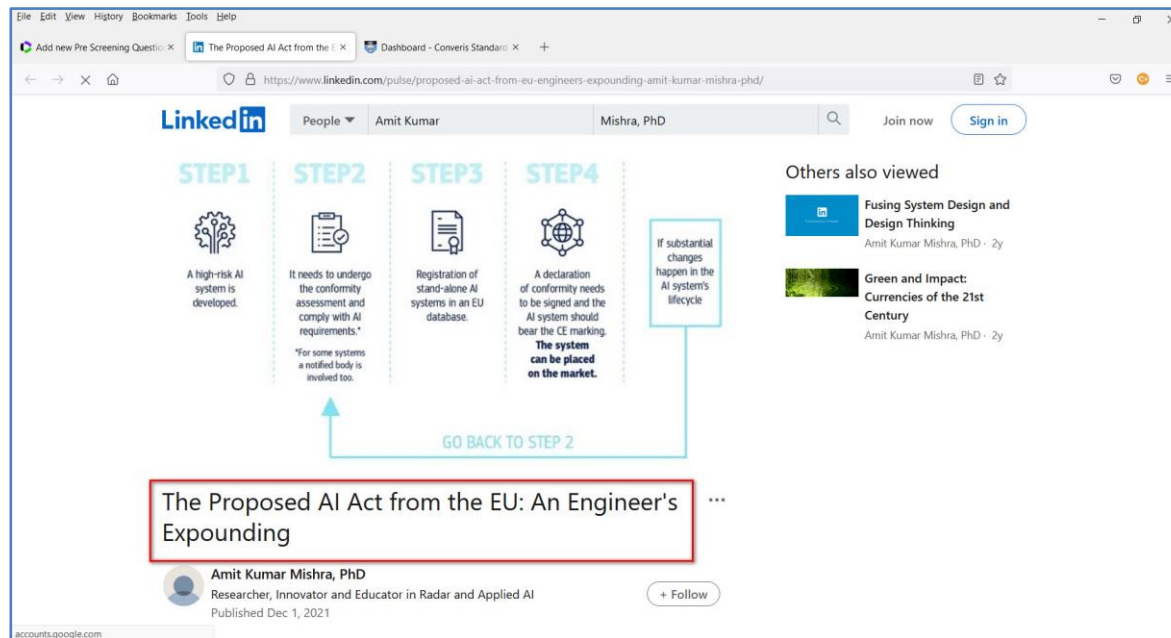 File Edit View History Bookmarks Tools Help
Add new Pre Screening Questio
The Proposed AI Act from the E
Dashboard - Converis Standard
https://www.linkedin.com/pulse/proposed-ai-act-from-eu-engineers-expounding-amit-kumar-mishra-phd/
Linked in
People
Amit Kumar
Mishra, PhD
Join now
Sign in
STEP1
A high-risk AI
system is
developed.
STEP2
It needs to undergo
the conformity
assessment and
comply with AI
requirements.*
*For some systems
a notified body is
involved too.
STEP3
Registration of
stand-alone AI
systems in an EU
database.
STEP4
A declaration
of conformity needs
to be signed and the
AI system should
bear the CE marking.
The system
can be placed
on the market.
If substantial
changes
happen in the
AI system's
lifecycle
GO BACK TO STEP 2
Others also viewed
Fusing System Design and
Design Thinking
Amit Kumar Mishra, PhD · 2y
Green and Impact:
Currencies of the 21st
Century
Amit Kumar Mishra, PhD · 2y
The Proposed AI Act from the EU: An Engineer's
Expounding
Amit Kumar Mishra, PhD
Researcher, Innovator and Educator in Radar and Applied AI
Published Dec 1, 2021
+ Follow
accounts.google.com